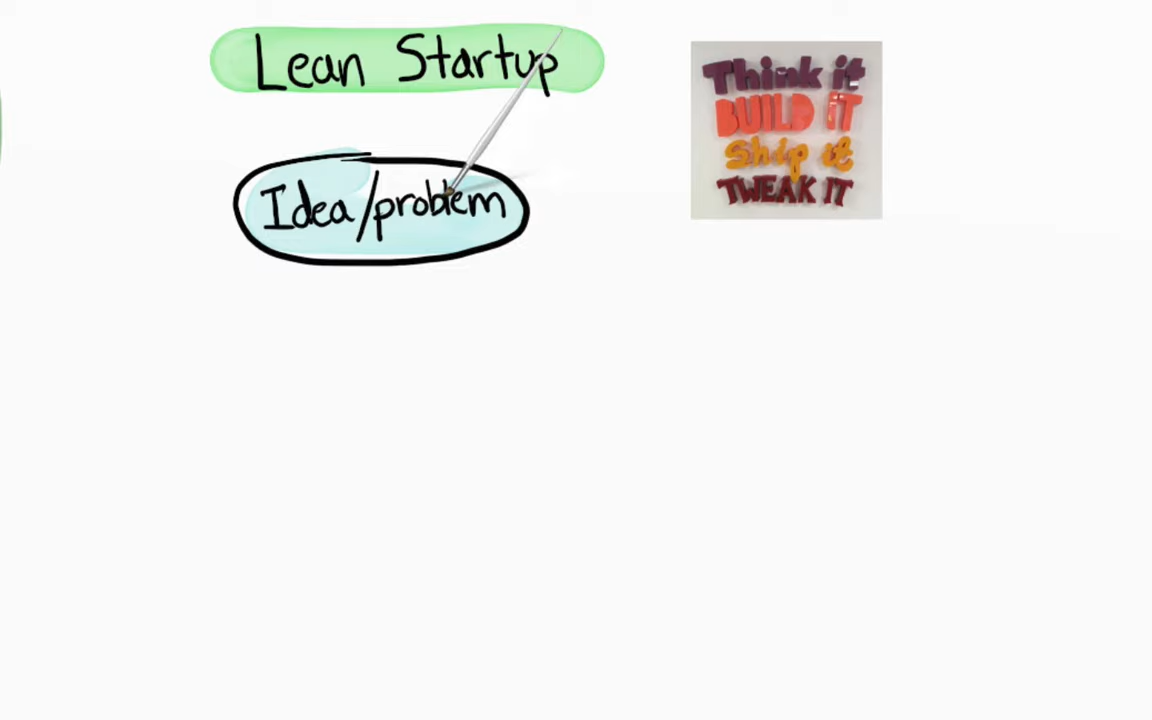 Lean Startup
Idea/problem
Think it
BUILD iT
Ship it
TWEAK IT